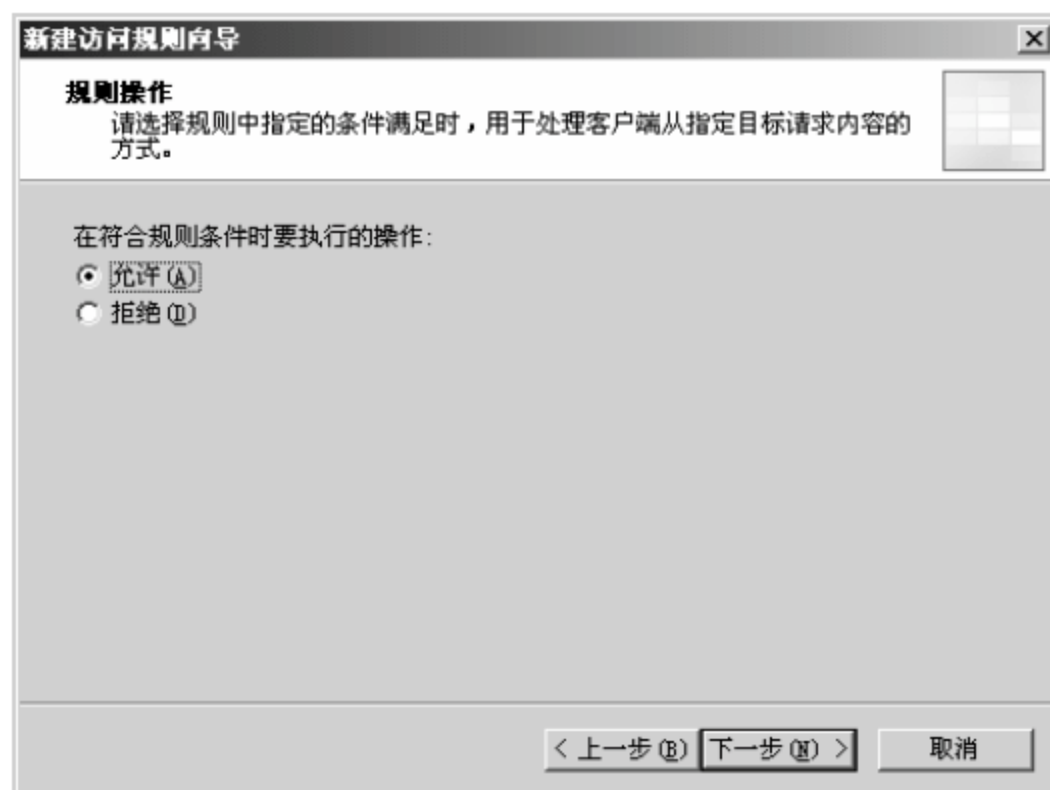 新建访问规则向导
规则操作
请选择规则中指定的条件满足时，用于处理客户端从指定目标请求内容的
方式。
在符合规则条件时要执行的操作:
允许(A)
拒绝(D)
< 上一步(B) 下一步(N) > 取消